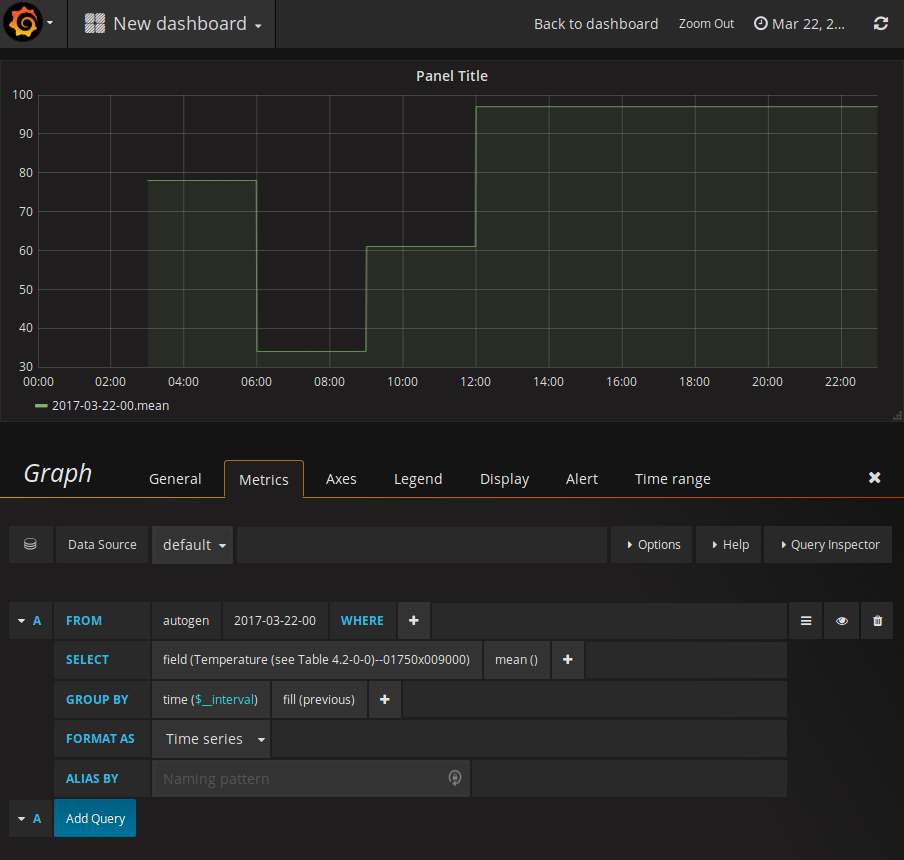 New dashboard
Back to dashboard Zoom Out Mar 22, 2...
Panel Title
100
90
80
70
60
50
40
30
00:00 02:00 04:00 06:00 08:00 10:00 12:00 14:00 16:00 18:00 20:00 22:00
2017-03-22-00.mean
Graph General Metrics Axes Legend Display Alert Time range
Data Source default Options Help Query Inspector
A FROM autogen 2017-03-22-00 WHERE
SELECT field (Temperature (see Table 4.2-0-0)--01750x009000) mean ()
GROUP BY time ($__interval) fill (previous)
FORMAT AS Time series
ALIAS BY Naming pattern
A Add Query